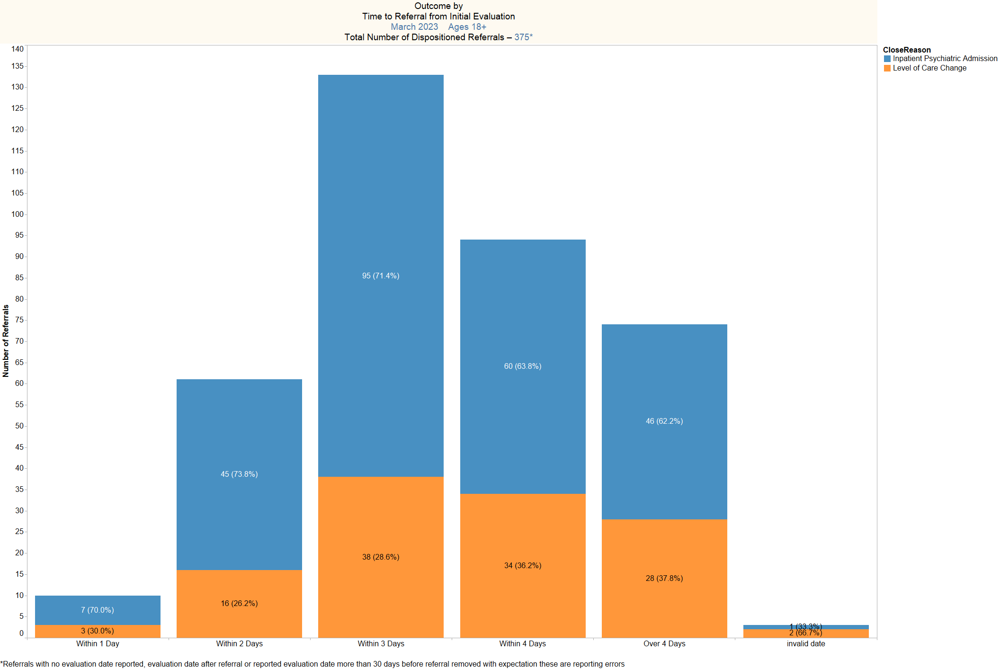 Outcome by
Time to Referral from Initial Evaluation
March 2023 Ages 18+
Total Number of Dispositioned Referrals – 375*
CloseReason
Inpatient Psychiatric Admission
Level of Care Change
Number of Referrals
140
135
130
125
120
115
110
105
100
95
90
85
80
75
70
65
60
55
50
45
40
35
30
25
20
15
10
5
0
7 (70.0%)
3 (30.0%)
45 (73.8%)
16 (26.2%)
95 (71.4%)
38 (28.6%)
60 (63.8%)
34 (36.2%)
46 (62.2%)
28 (37.8%)
1 (33.3%)
2 (66.7%)
Within 1 Day
Within 2 Days
Within 3 Days
Within 4 Days
Over 4 Days
invalid date
*Referrals with no evaluation date reported, evaluation date after referral or reported evaluation date more than 30 days before referral removed with expectation these are reporting errors